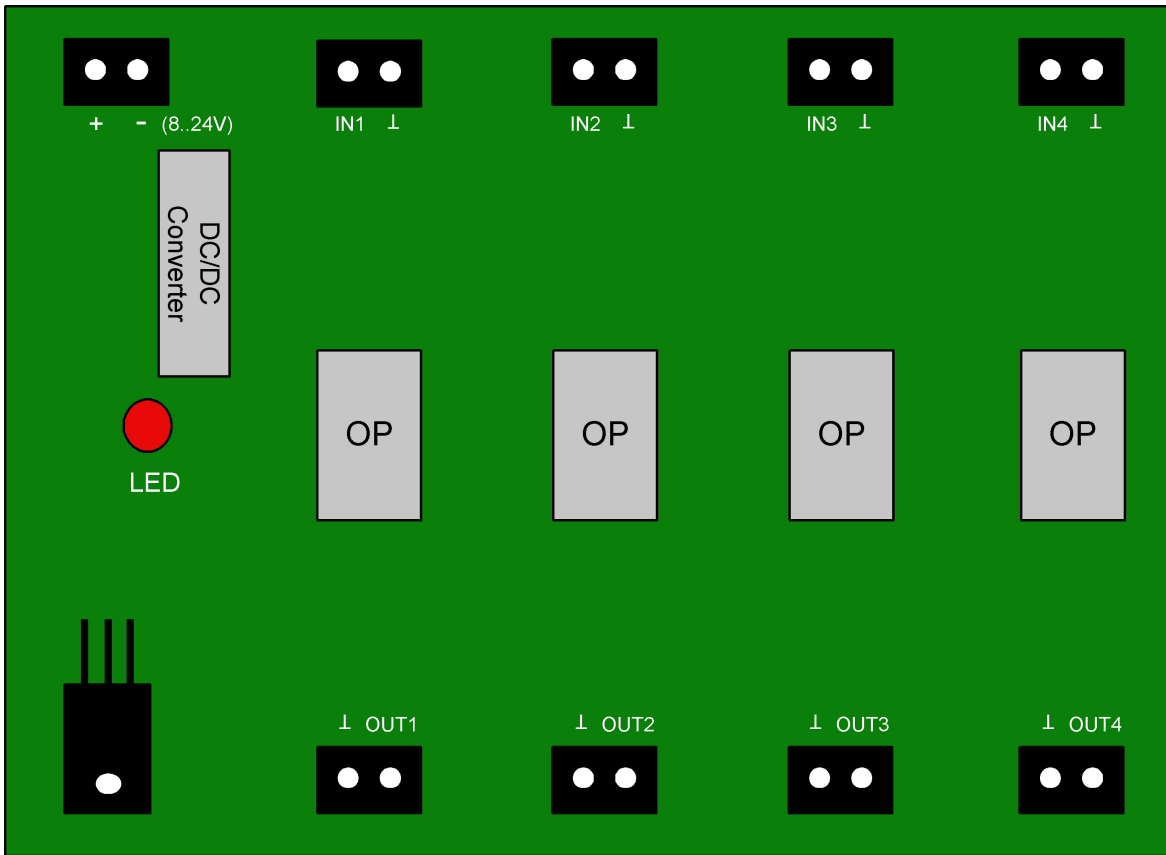 + - (8..24V) IN1 ⊥ IN2 ⊥ IN3 ⊥ IN4 ⊥
DC/DC
Converter
LED
OP OP OP OP
⊥ OUT1 ⊥ OUT2 ⊥ OUT3 ⊥ OUT4